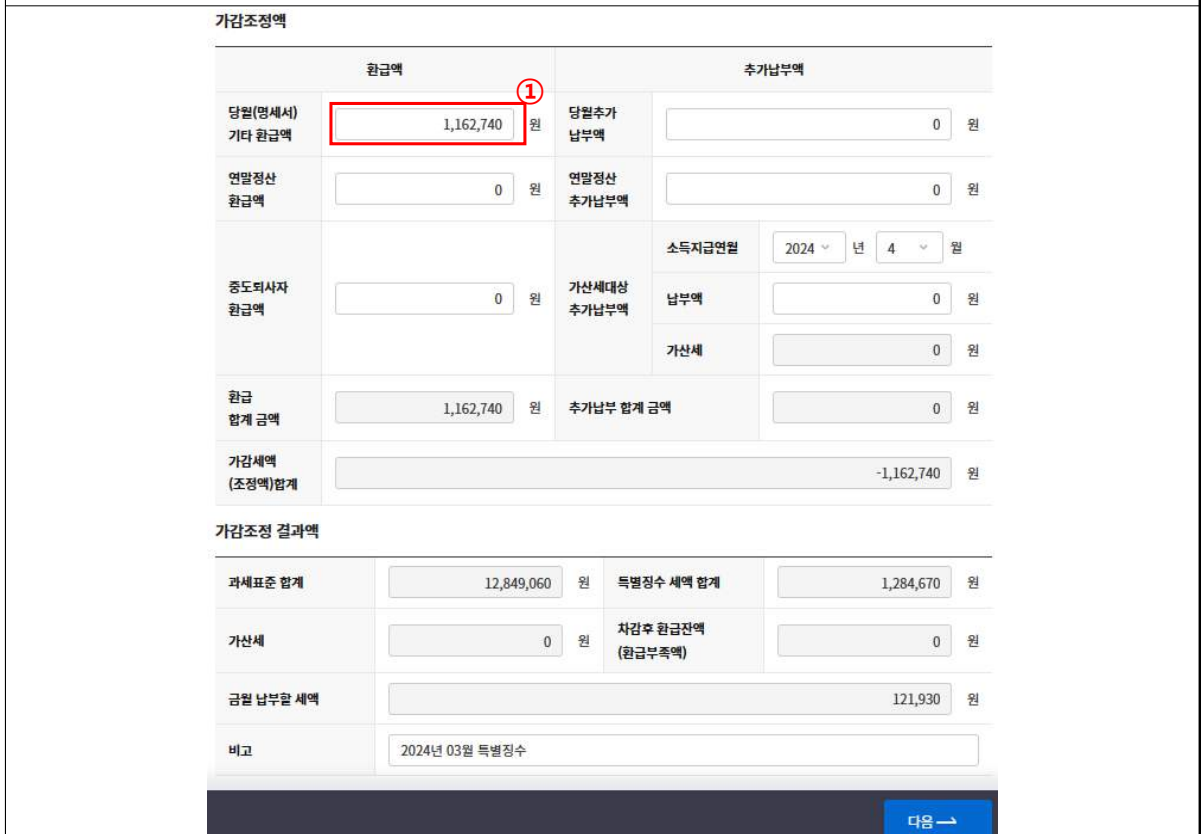 가감조정액
환급액 추가납부액
①
당월(명세서)
기타 환급액
1,162,740 원
당월추가
납부액
0 원
연말정산
환급액
0 원
연말정산
추가납부액
0 원
중도퇴사자
환급액
0 원
가산세대상
추가납부액
소득지급연월 2024 년 4 월
납부액 0 원
가산세 0 원
환급
합계 금액
1,162,740 원
추가납부 합계 금액 0 원
가감세액
(조정액)합계
-1,162,740 원
가감조정 결과액
과세표준 합계 12,849,060 원 특별징수 세액 합계 1,284,670 원
가산세 0 원
차감후 환급잔액
(환급부족액)
0 원
금월 납부할 세액 121,930 원
비고 2024년 03월 특별징수
다음